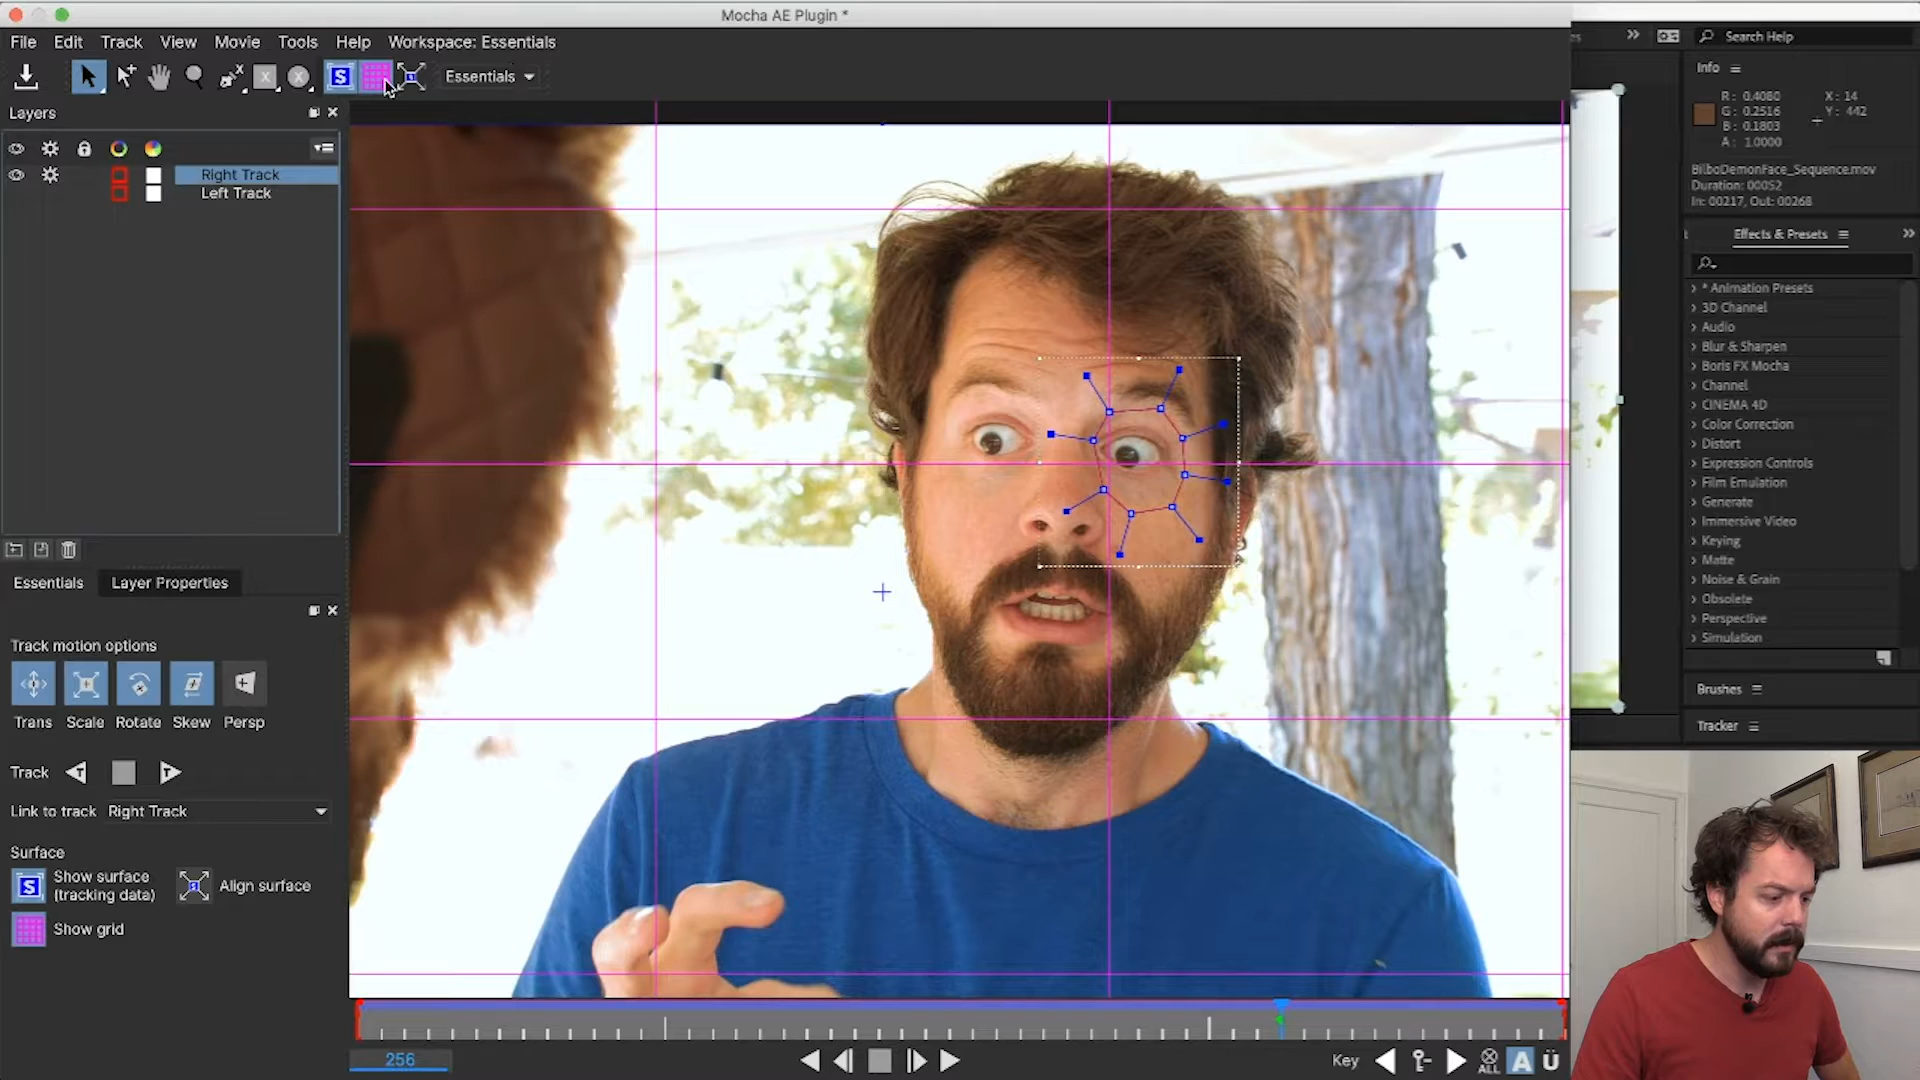 Mocha AE Plugin *
File Edit Track View Movie Tools Help Workspace: Essentials
Essentials
Layers
Right Track
Left Track
Essentials Layer Properties
Track motion options
Trans Scale Rotate Skew Persp
Track
Link to track Right Track
Surface
Show surface
(tracking data)
Align surface
Show grid
256
Key
ALL
A
Ü
Search Help
Info
R: 0.4080
G: 0.2516
B: 0.1803
A: 1.0000
X: 14
Y: 442
BilboDemonFace_Sequence.mov
Duration: 00052
In: 00217, Out: 00268
Effects & Presets
* Animation Presets
3D Channel
Audio
Blur & Sharpen
Boris FX Mocha
Channel
CINEMA 4D
Color Correction
Distort
Expression Controls
Film Emulation
Generate
Immersive Video
Keying
Matte
Noise & Grain
Obsolete
Perspective
Simulation
Brushes
Tracker